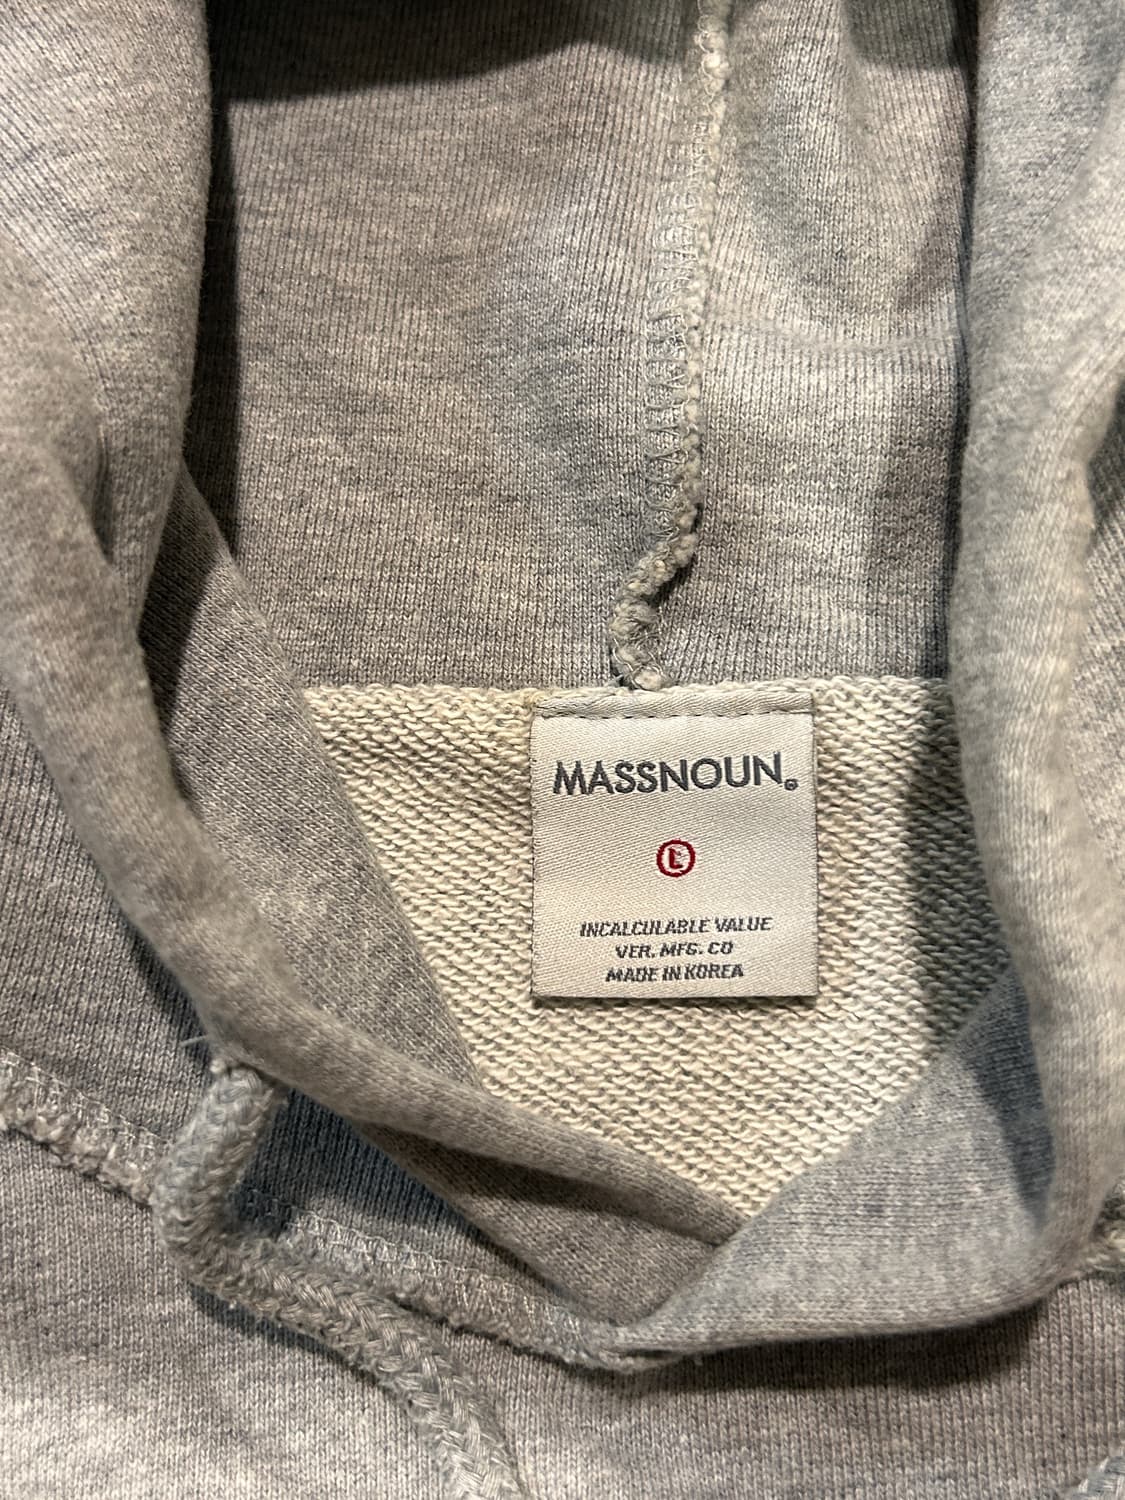 MASSNOUN®
L
INCALCULABLE VALUE
VER. MFG. CO
MADE IN KOREA